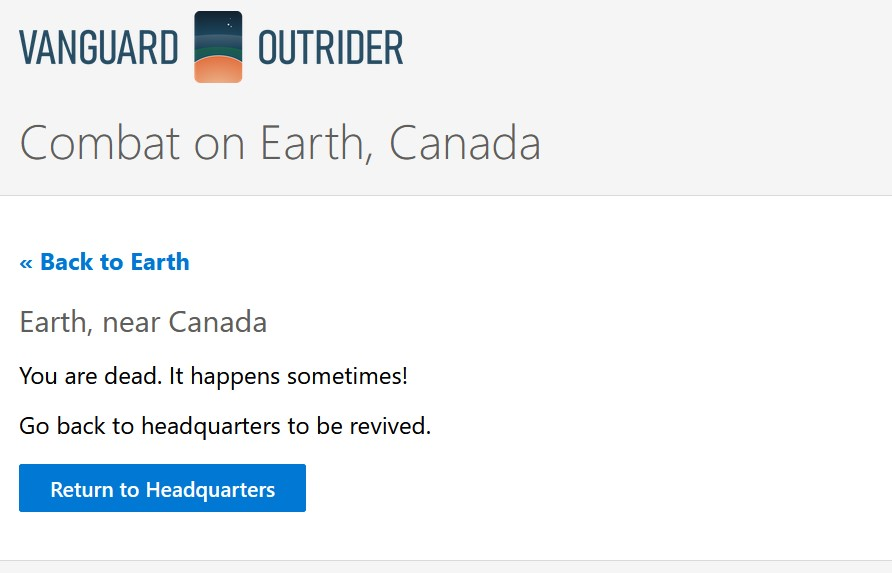 VANGUARD OUTRIDER
Combat on Earth, Canada
« Back to Earth
Earth, near Canada
You are dead. It happens sometimes!
Go back to headquarters to be revived.
Return to Headquarters